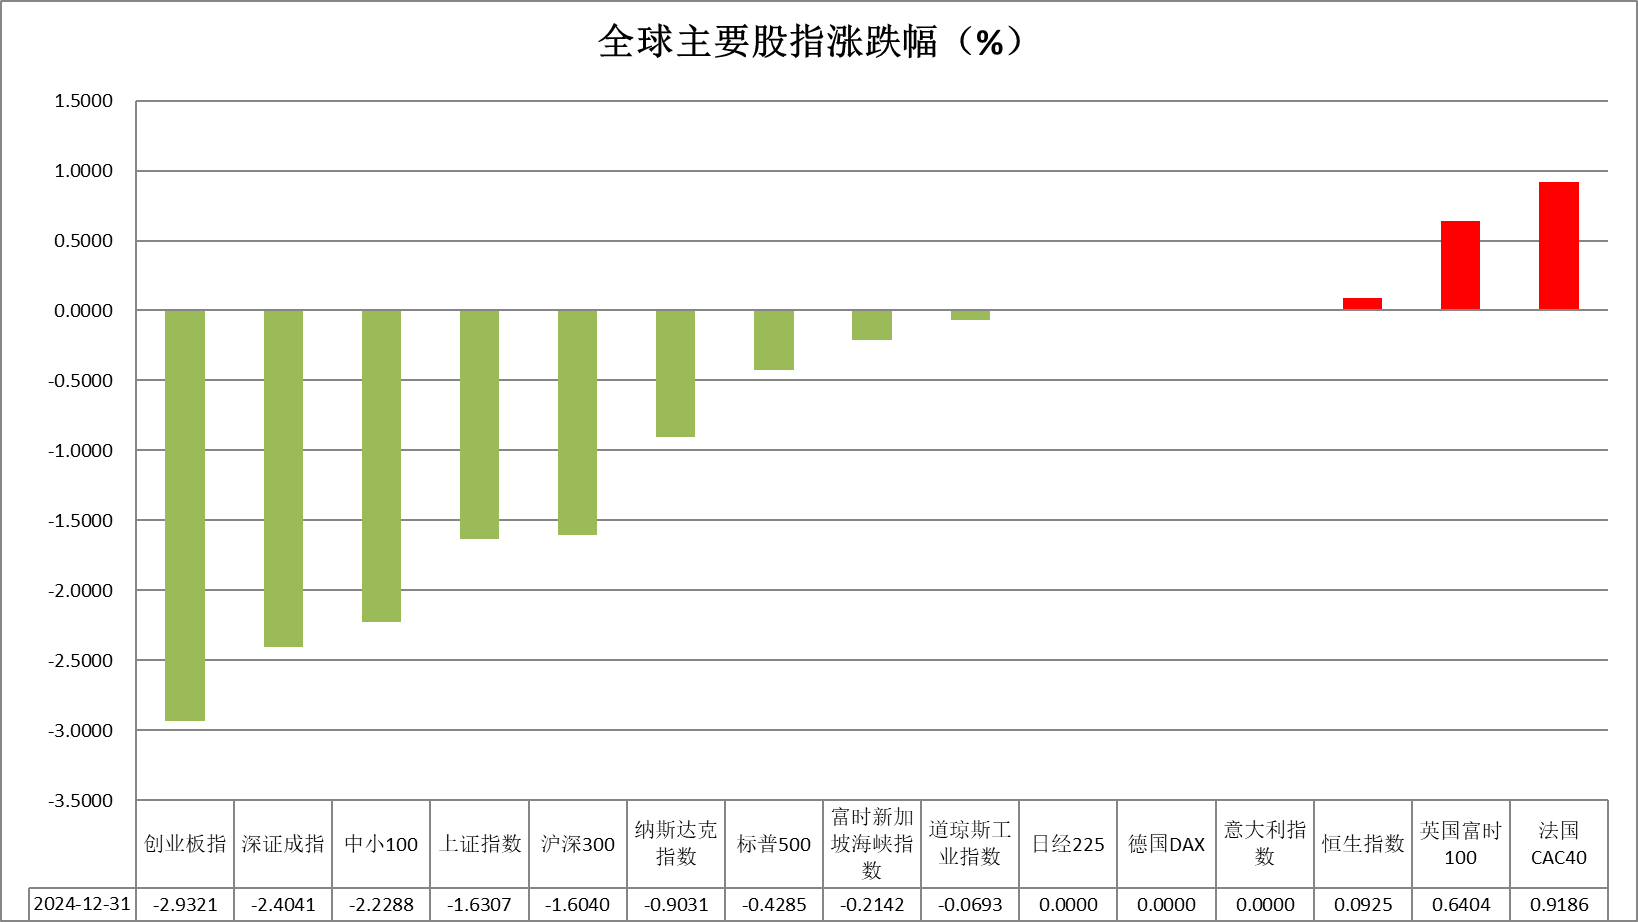 全球主要股指涨跌幅（%）
1.5000
1.0000
0.5000
0.0000
-0.5000
-1.0000
-1.5000
-2.0000
-2.5000
-3.0000
-3.5000
创业板指
深证成指
中小100
上证指数
沪深300
纳斯达克
指数
标普500
富时新加
坡海峡指
数
道琼斯工
业指数
日经225
德国DAX
意大利指
数
恒生指数
英国富时
100
法国
CAC40
2024-12-31 -2.9321 -2.4041 -2.2288 -1.6307 -1.6040 -0.9031 -0.4285 -0.2142 -0.0693 0.0000 0.0000 0.0000 0.0925 0.6404 0.9186